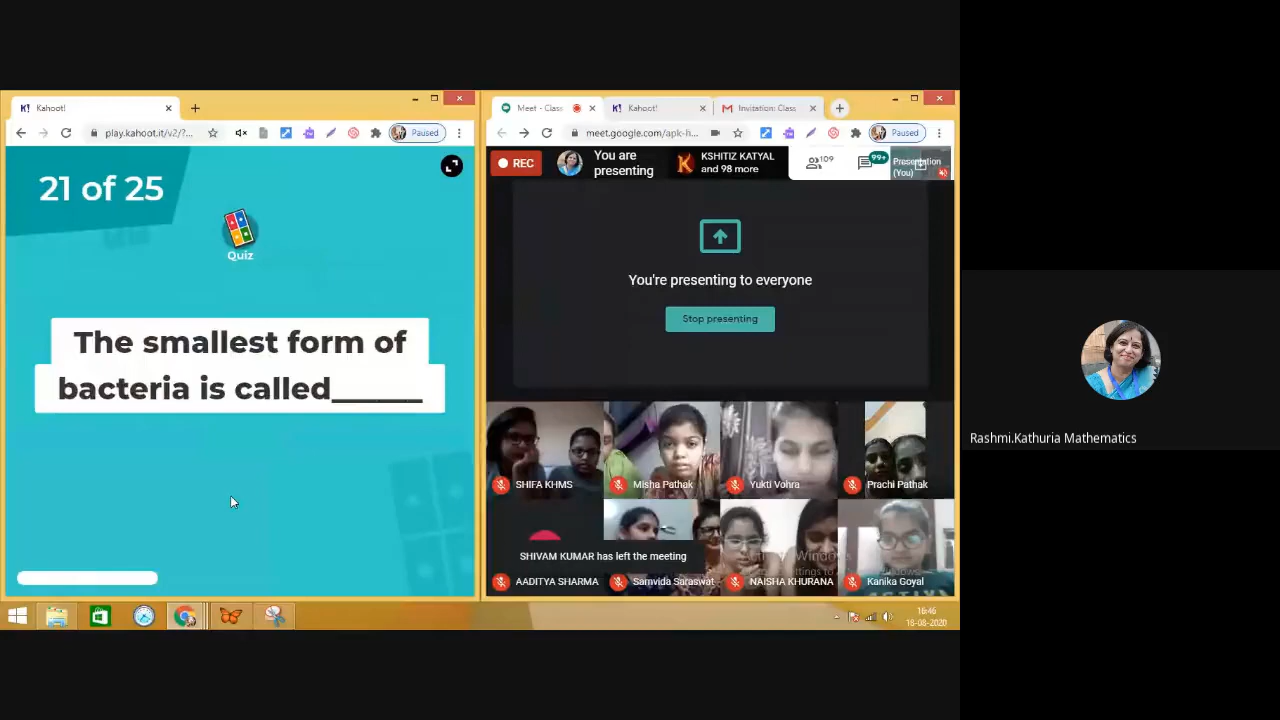 K! Kahoot!
play.kahoot.it/v2/?...
Paused
21 of 25
Quiz
The smallest form of
bacteria is called______
Meet - Class
Kahoot!
Invitation: Class
meet.google.com/apk-h...
Paused
REC
You are
presenting
KSHITIZ KATYAL
and 98 more
109
99+
Presentation
(You)
You're presenting to everyone
Stop presenting
SHIFA KHMS
Misha Pathak
Yukti Vohra
Prachi Pathak
SHIVAM KUMAR has left the meeting
AADITYA SHARMA
Samvida Saraswat
NAISHA KHURANA
Kanika Goyal
16:46
16-08-2020
Rashmi.Kathuria Mathematics